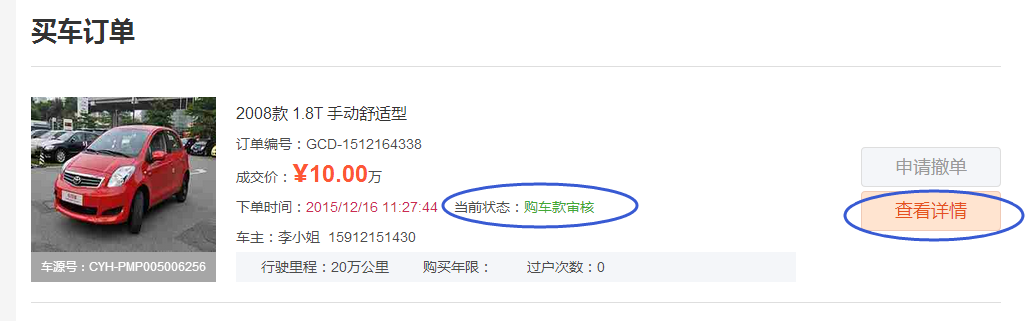 买车订单
2008款 1.8T 手动舒适型
订单编号：GCD-1512164338
成交价：¥10.00万
下单时间：2015/12/16 11:27:44 当前状态：购车款审核
车主：李小姐 15912151430
车源号：CYH-PMP005006256
行驶里程：20万公里 购买年限： 过户次数：0
申请撤单
查看详情